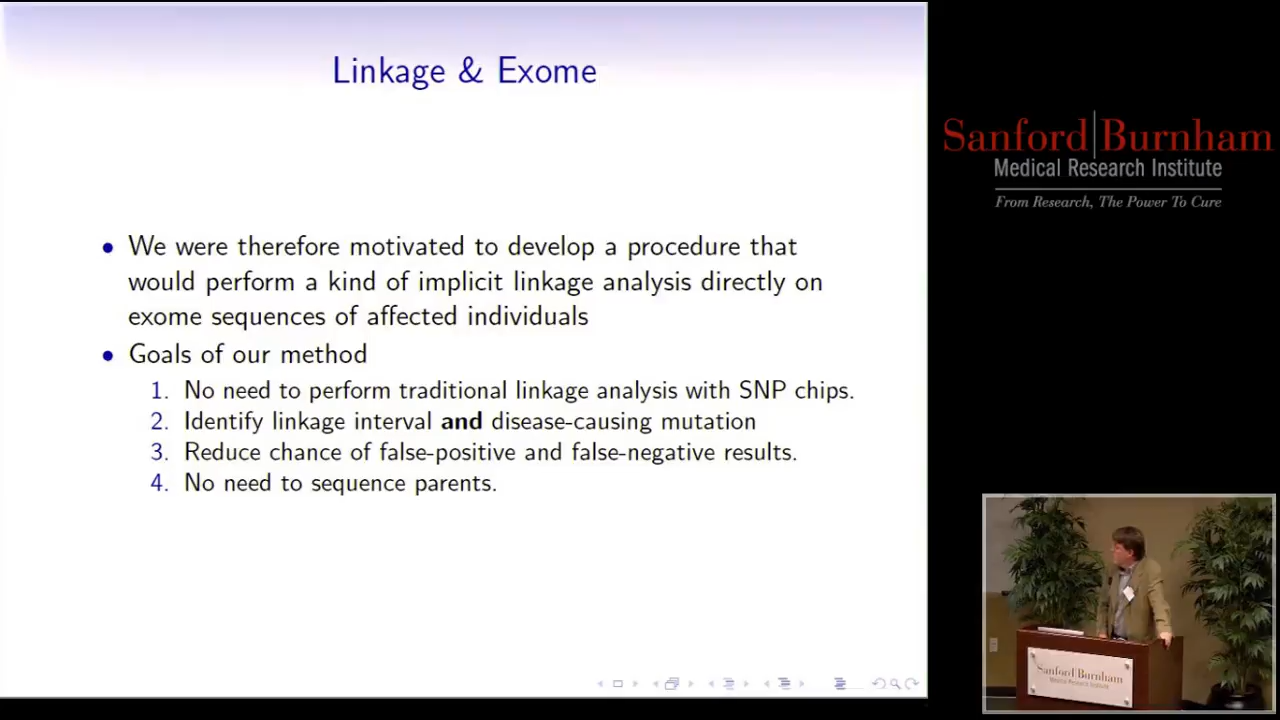 Linkage & Exome
• We were therefore motivated to develop a procedure that
would perform a kind of implicit linkage analysis directly on
exome sequences of affected individuals
• Goals of our method
1. No need to perform traditional linkage analysis with SNP chips.
2. Identify linkage interval and disease-causing mutation
3. Reduce chance of false-positive and false-negative results.
4. No need to sequence parents.
Sanford|Burnham
Medical Research Institute
From Research, The Power To Cure
Sanford Burnham
Medical Research Institute